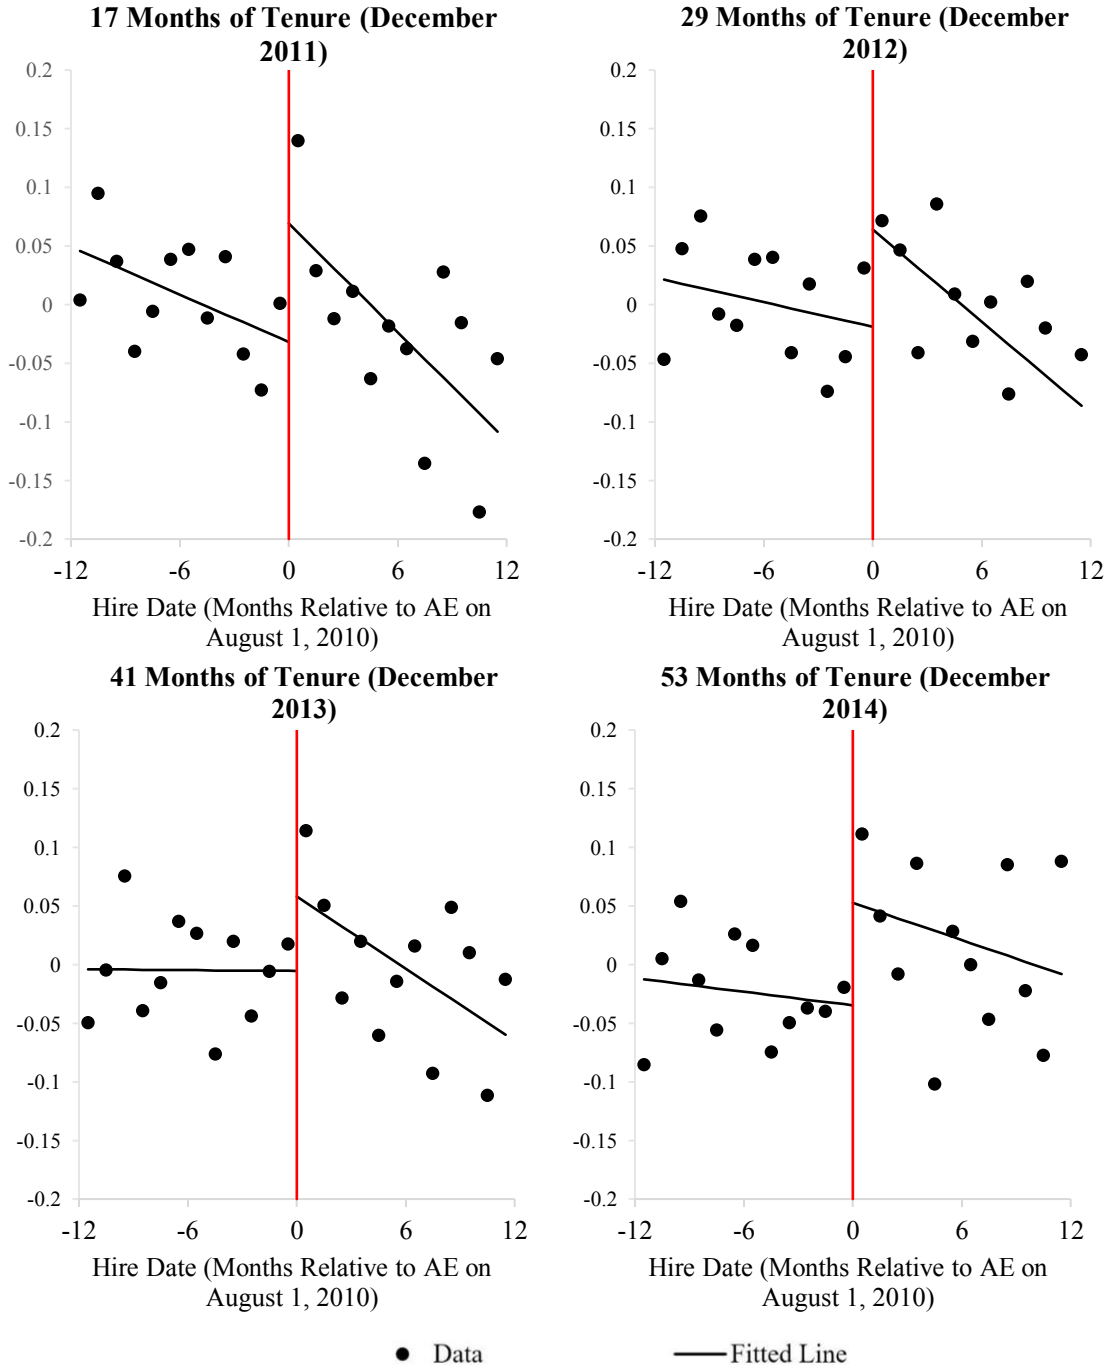 17 Months of Tenure (December
2011)
0.2
0.15
0.1
0.05
0
-0.05
-0.1
-0.15
-0.2
-12 -6 0 6 12
Hire Date (Months Relative to AE on
August 1, 2010)
29 Months of Tenure (December
2012)
0.2
0.15
0.1
0.05
0
-0.05
-0.1
-0.15
-0.2
-12 -6 0 6 12
Hire Date (Months Relative to AE on
August 1, 2010)
41 Months of Tenure (December
2013)
0.2
0.15
0.1
0.05
0
-0.05
-0.1
-0.15
-0.2
-12 -6 0 6 12
Hire Date (Months Relative to AE on
August 1, 2010)
53 Months of Tenure (December
2014)
0.2
0.15
0.1
0.05
0
-0.05
-0.1
-0.15
-0.2
-12 -6 0 6 12
Hire Date (Months Relative to AE on
August 1, 2010)
Data Fitted Line